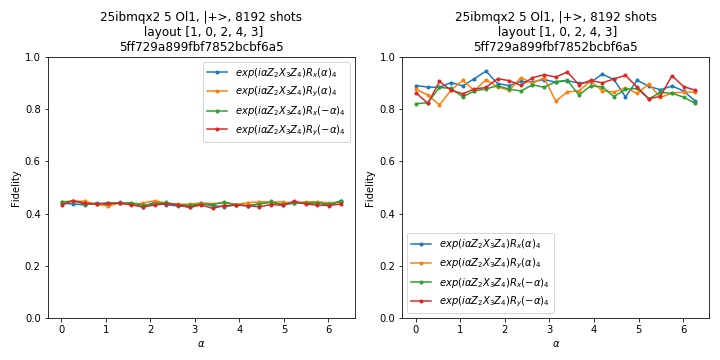 25ibmqx2 5 Ol1, |+>, 8192 shots
layout [1, 0, 2, 4, 3]
5ff729a899fbf7852bcbf6a5
1.0
0.8
0.6
0.4
0.2
0.0
Fidelity
exp(iαZ₂X₃Z₄)Rₓ(α)₄
exp(iαZ₂X₃Z₄)Rᵧ(α)₄
exp(iαZ₂X₃Z₄)Rₓ(−α)₄
exp(iαZ₂X₃Z₄)Rᵧ(−α)₄
0 1 2 3 4 5 6
α
25ibmqx2 5 Ol1, |+>, 8192 shots
layout [1, 0, 2, 4, 3]
5ff729a899fbf7852bcbf6a5
1.0
0.8
0.6
0.4
0.2
0.0
Fidelity
exp(iαZ₂X₃Z₄)Rₓ(α)₄
exp(iαZ₂X₃Z₄)Rᵧ(α)₄
exp(iαZ₂X₃Z₄)Rₓ(−α)₄
exp(iαZ₂X₃Z₄)Rᵧ(−α)₄
0 1 2 3 4 5 6
α